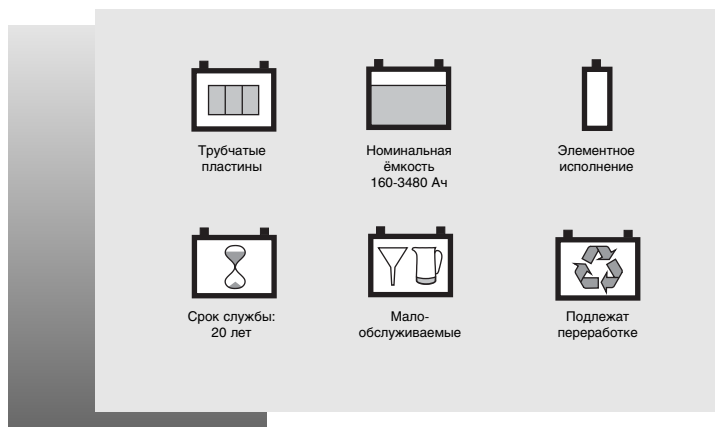 Трубчатые
пластины
Номинальная
ёмкость
160-3480 Ач
Элементное
исполнение
Срок службы:
20 лет
Мало-
обслуживаемые
Подлежат
переработке